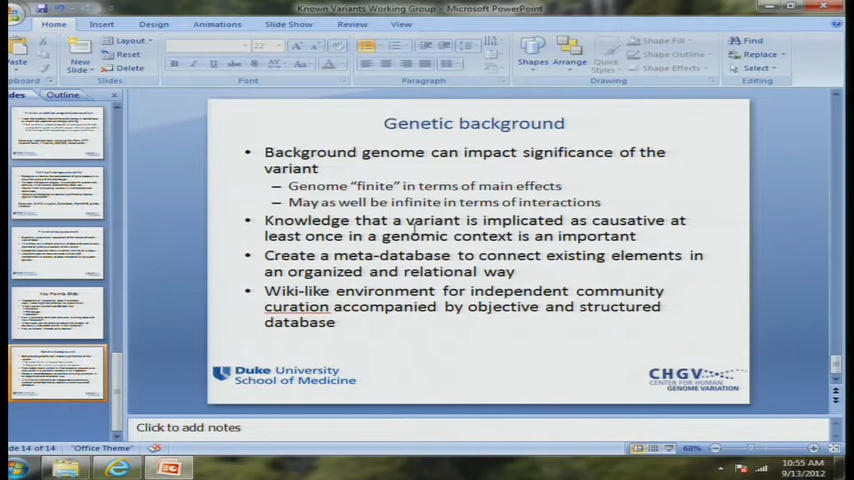 Known Variants Working Group - Microsoft PowerPoint
Home Insert Design Animations Slide Show Review View
Paste
New Slide
Layout
Reset
Delete
22
Shapes Arrange Quick Styles
Shape Fill
Shape Outline
Shape Effects
Find
Replace
Select
Slides Font Paragraph Drawing Editing
Outline
Genetic background
• Background genome can impact significance of the
variant
– Genome “finite” in terms of main effects
– May as well be infinite in terms of interactions
• Knowledge that a variant is implicated as causative at
least once in a genomic context is an important
• Create a meta-database to connect existing elements in
an organized and relational way
• Wiki-like environment for independent community
curation accompanied by objective and structured
database
Duke University
School of Medicine
CHGV
CENTER FOR HUMAN
GENOME VARIATION
Key Points Slide
Genetic background
Click to add notes
14 of 14
"Office Theme"
68%
10:55 AM
9/13/2012